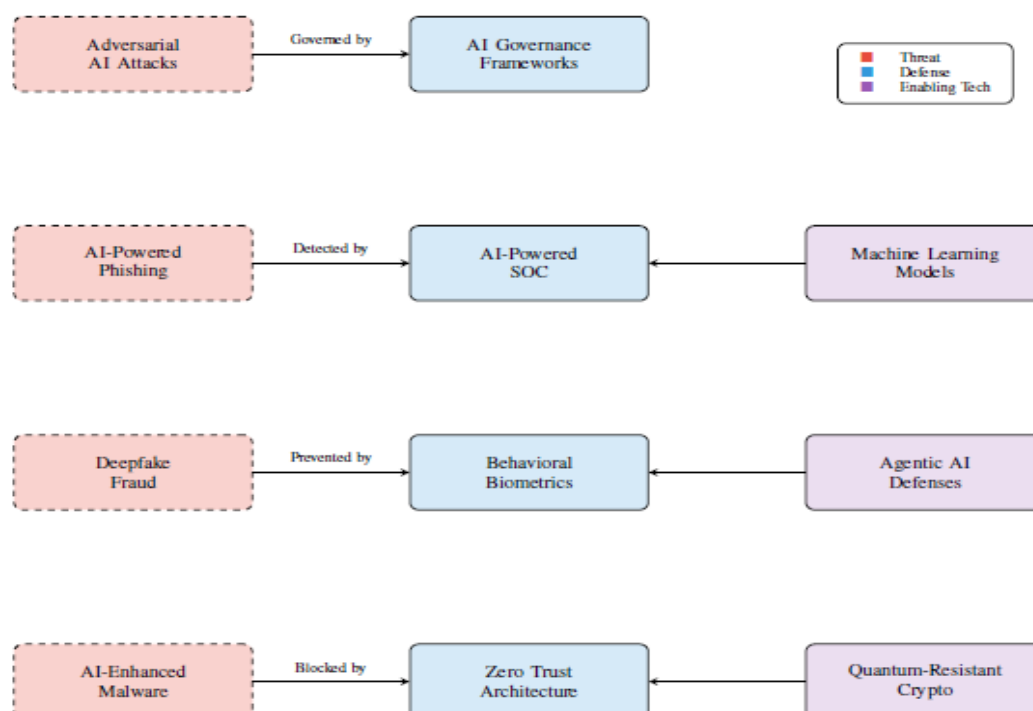 Adversarial
AI Attacks
Governed by
AI Governance
Frameworks
Threat
Defense
Enabling Tech
AI-Powered
Phishing
Detected by
AI-Powered
SOC
Machine Learning
Models
Deepfake
Fraud
Prevented by
Behavioral
Biometrics
Agentic AI
Defenses
AI-Enhanced
Malware
Blocked by
Zero Trust
Architecture
Quantum-Resistant
Crypto